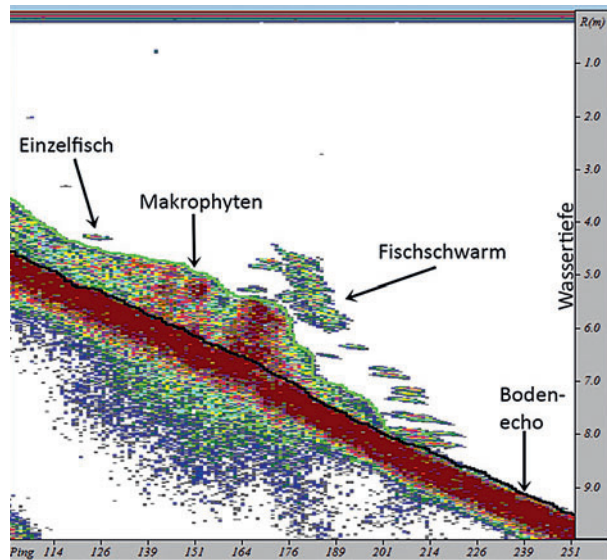 R(m)
1.0
2.0
Einzelfisch
3.0
Makrophyten
4.0
Fischschwarm
5.0
Wassertiefe
6.0
7.0
Boden-
echo
8.0
9.0
Ping 114 126 139 151 164 176 189 201 214 226 239 251